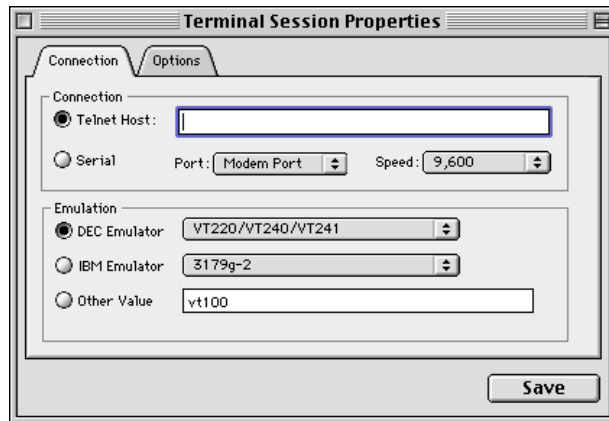 Terminal Session Properties
Connection Options
Connection
Telnet Host:
Serial Port: Modem Port Speed: 9,600
Emulation
DEC Emulator VT220/VT240/VT241
IBM Emulator 3179g-2
Other Value vt100
Save